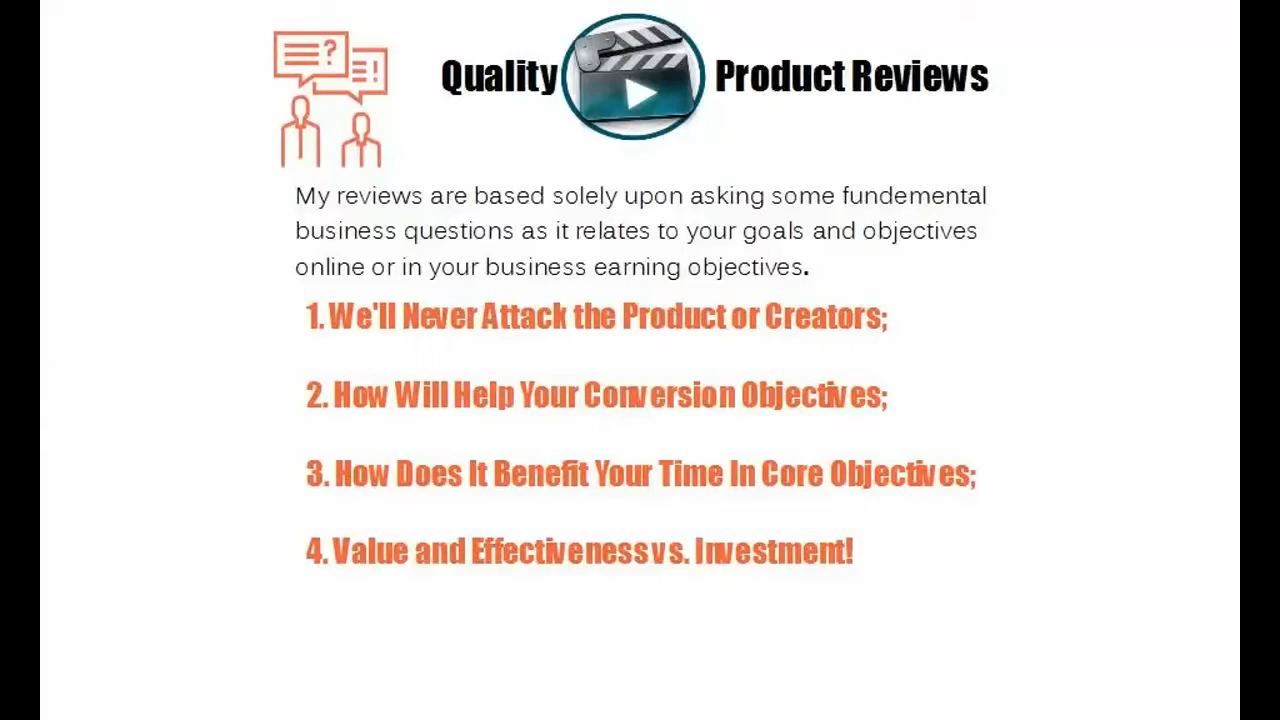 Quality Product Reviews
My reviews are based solely upon asking some fundemental
business questions as it relates to your goals and objectives
online or in your business earning objectives.
1. We'll Never Attack the Product or Creators;
2. How Will Help Your Conversion Objectives;
3. How Does It Benefit Your Time In Core Objectives;
4. Value and Effectiveness vs. Investment!